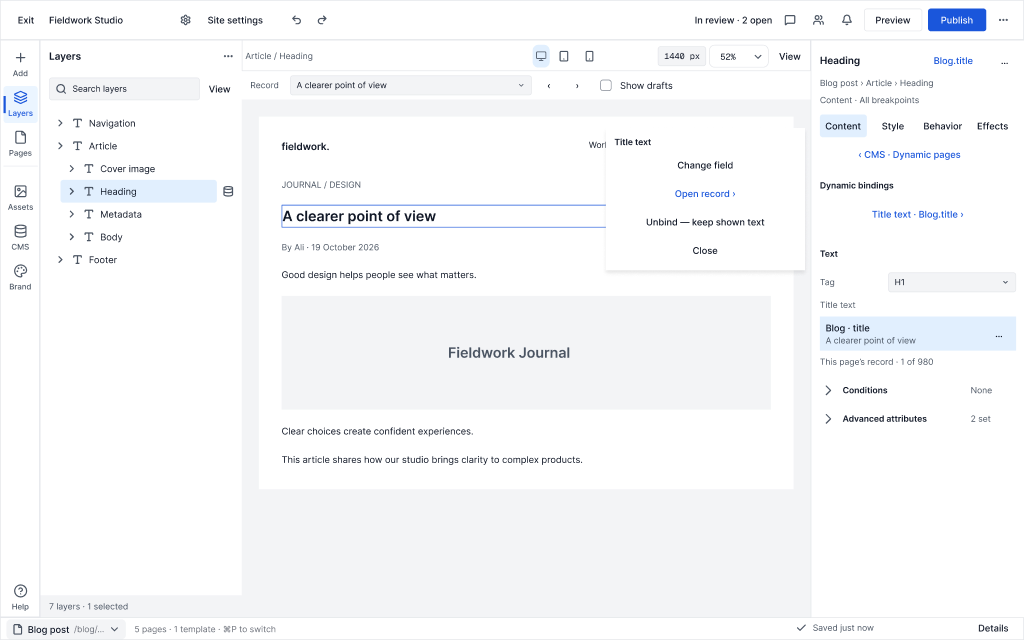 Exit
Fieldwork Studio
Site settings
In review · 2 open
Preview
Publish
Add
Layers
Pages
Assets
CMS
Brand
Help
Layers
Search layers
View
Navigation
Article
Cover image
Heading
Metadata
Body
Footer
7 layers · 1 selected
Article / Heading
1440 px
52%
View
Record
A clearer point of view
Show drafts
fieldwork.
JOURNAL / DESIGN
A clearer point of view
By Ali · 19 October 2026
Good design helps people see what matters.
Fieldwork Journal
Clear choices create confident experiences.
This article shares how our studio brings clarity to complex products.
Title text
Change field
Open record ›
Unbind — keep shown text
Close
Heading
Blog.title
Blog post › Article › Heading
Content · All breakpoints
Content
Style
Behavior
Effects
‹ CMS · Dynamic pages
Dynamic bindings
Title text · Blog.title ›
Text
Tag
H1
Title text
Blog · title
A clearer point of view
This page's record · 1 of 980
Conditions
None
Advanced attributes
2 set
Blog post /blog/...
5 pages · 1 template · ⌘P to switch
Saved just now
Details